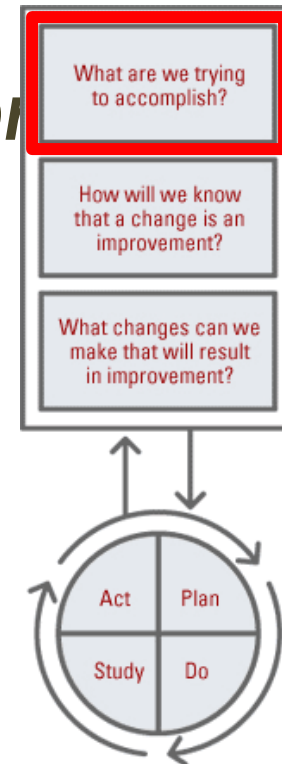 What are we trying
to accomplish?
How will we know
that a change is an
improvement?
What changes can we
make that will result
in improvement?
Act
Plan
Study
Do